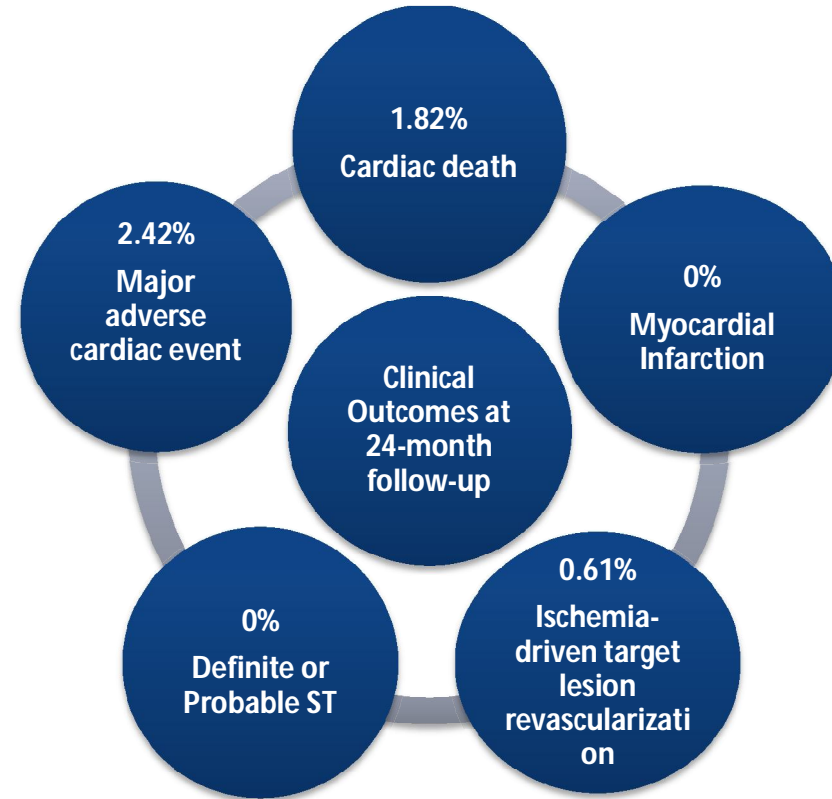 1.82%
Cardiac death
2.42%
Major
adverse
cardiac event
0%
Myocardial
Infarction
Clinical
Outcomes at
24-month
follow-up
0%
Definite or
Probable ST
0.61%
Ischemia-
driven target
lesion
revascularizati
on